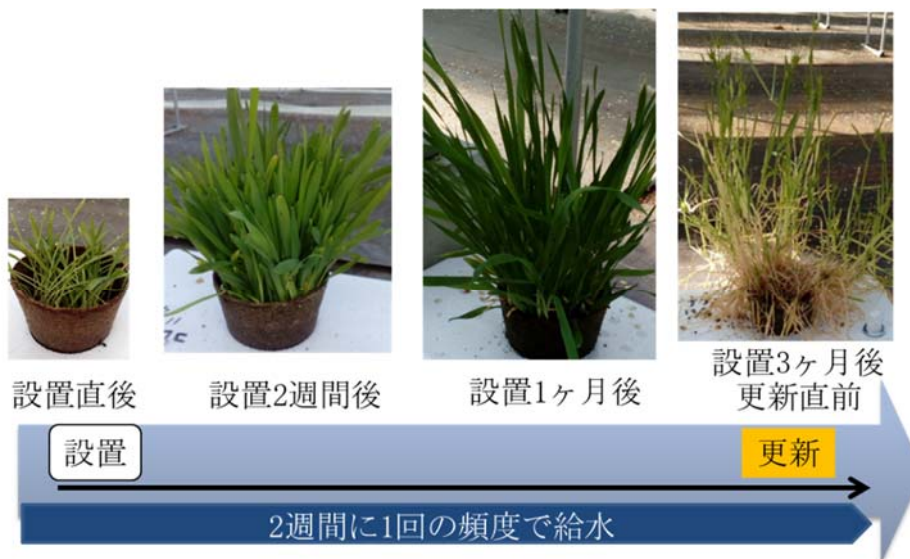 設置直後
設置2週間後
設置1ヶ月後
設置3ヶ月後
更新直前
設置
更新
2週間に1回の頻度で給水